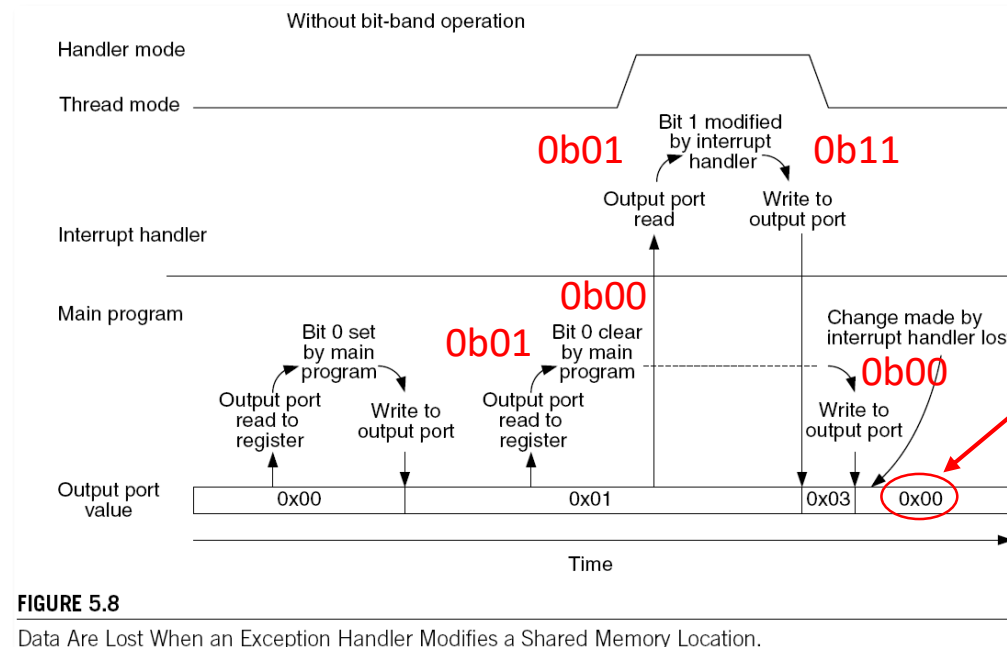 Without bit-band operation
Handler mode
Thread mode
0b01
Bit 1 modified
by interrupt
handler
0b11
Output port
read
Write to
output port
Interrupt handler
Main program
0b00
Bit 0 set
by main
program
0b01
Bit 0 clear
by main
program
Change made by
interrupt handler los
0b00
Output port
read to
register
Write to
output port
Output port
read to
register
Write to
output port
Output port
value
0x00
0x01
0x03
0x00
Time
FIGURE 5.8
Data Are Lost When an Exception Handler Modifies a Shared Memory Location.